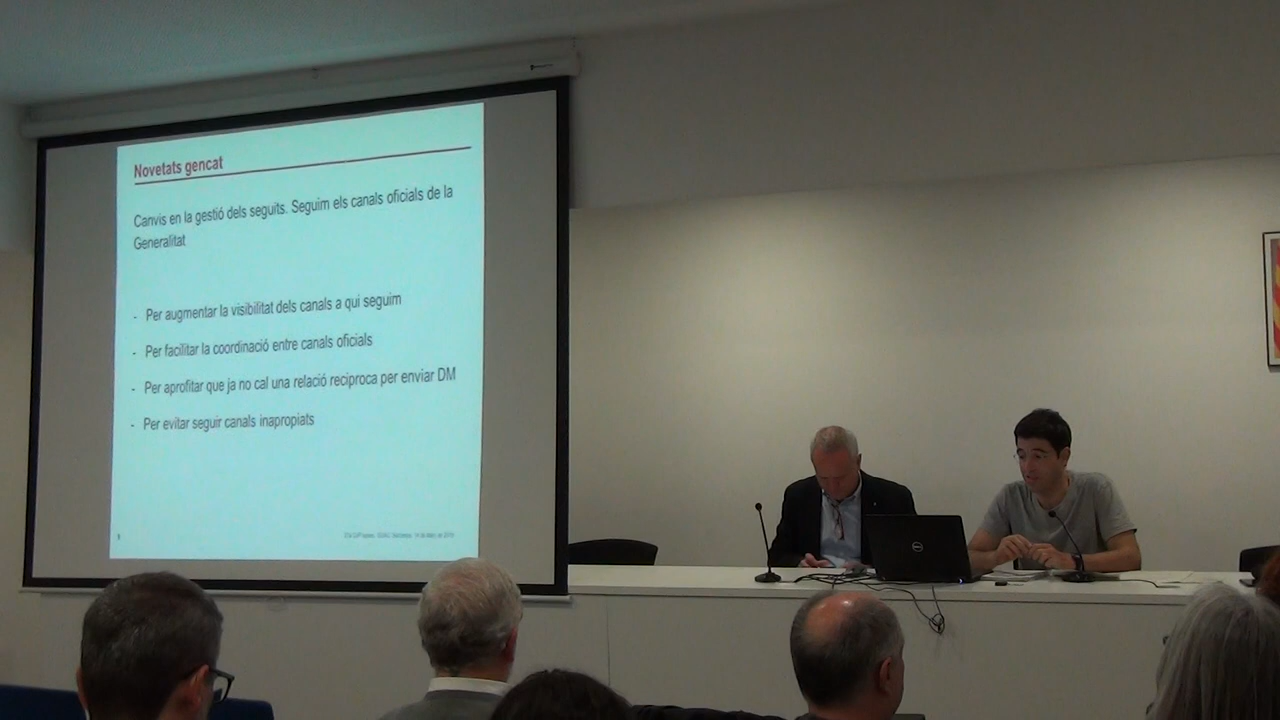 Novetats gencat
Canvis en la gestió dels seguits. Seguim els canals oficials de la
Generalitat
- Per augmentar la visibilitat dels canals a qui seguim
- Per facilitar la coordinació entre canals oficials
- Per aprofitar que ja no cal una relació reciproca per enviar DM
- Per evitar seguir canals inapropiats
DELL